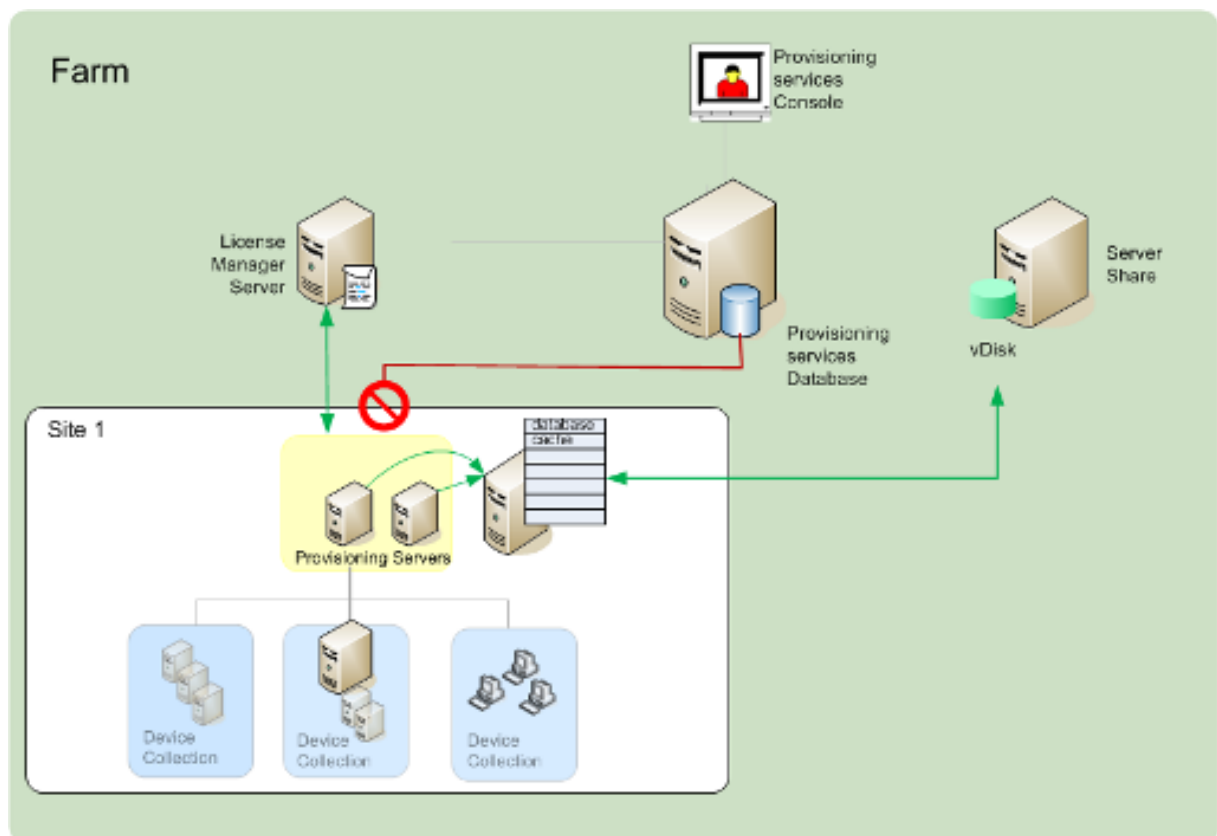 Farm
Provisioning
services
Console
License
Manager
Server
Server
Share
vDisk
Provisioning
services
Database
Site 1
database
cache
Provisioning Servers
Device
Collection
Device
Collection
Device
Collection